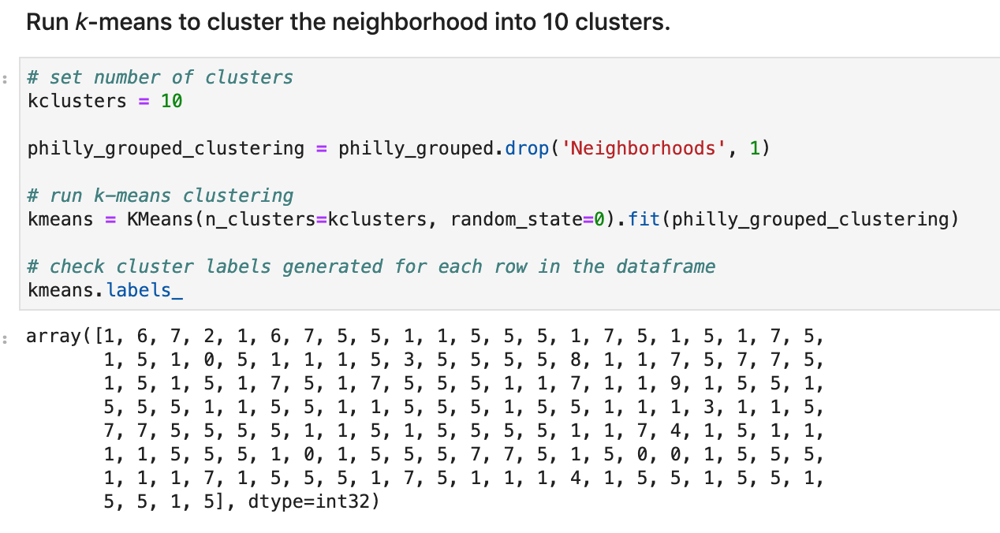 Run k-means to cluster the neighborhood into 10 clusters.
:
# set number of clusters
kclusters = 10
philly_grouped_clustering = philly_grouped.drop('Neighborhoods', 1)
# run k-means clustering
kmeans = KMeans(n_clusters=kclusters, random_state=0).fit(philly_grouped_clustering)
# check cluster labels generated for each row in the dataframe
kmeans.labels_
:
array([1, 6, 7, 2, 1, 6, 7, 5, 5, 1, 1, 5, 5, 5, 1, 7, 5, 1, 5, 1, 7, 5,
1, 5, 1, 0, 5, 1, 1, 1, 5, 3, 5, 5, 5, 5, 8, 1, 1, 7, 5, 7, 7, 5,
1, 5, 1, 5, 1, 7, 5, 1, 7, 5, 5, 5, 1, 1, 7, 1, 1, 9, 1, 5, 5, 1,
5, 5, 5, 1, 1, 5, 5, 1, 1, 5, 5, 5, 1, 5, 5, 1, 1, 1, 3, 1, 1, 5,
7, 7, 5, 5, 5, 5, 1, 1, 5, 1, 5, 5, 5, 5, 1, 1, 7, 4, 1, 5, 1, 1,
1, 1, 5, 5, 5, 1, 0, 1, 5, 5, 5, 7, 7, 5, 1, 5, 0, 0, 1, 5, 5, 5,
1, 1, 1, 7, 1, 5, 5, 5, 1, 7, 5, 1, 1, 1, 4, 1, 5, 5, 1, 5, 5, 1,
5, 5, 1, 5], dtype=int32)